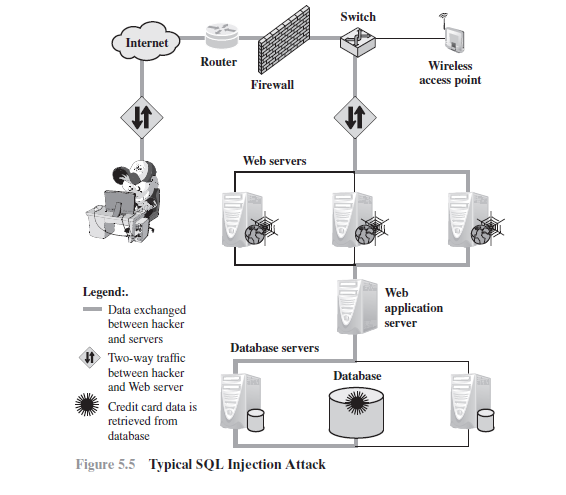 Switch
Internet
Router
Firewall
Wireless
access point
Web servers
Web
application
server
Legend:.
Data exchanged
between hacker
and servers
Two-way traffic
between hacker
and Web server
Credit card data is
retrieved from
database
Database servers
Database
Figure 5.5 Typical SQL Injection Attack